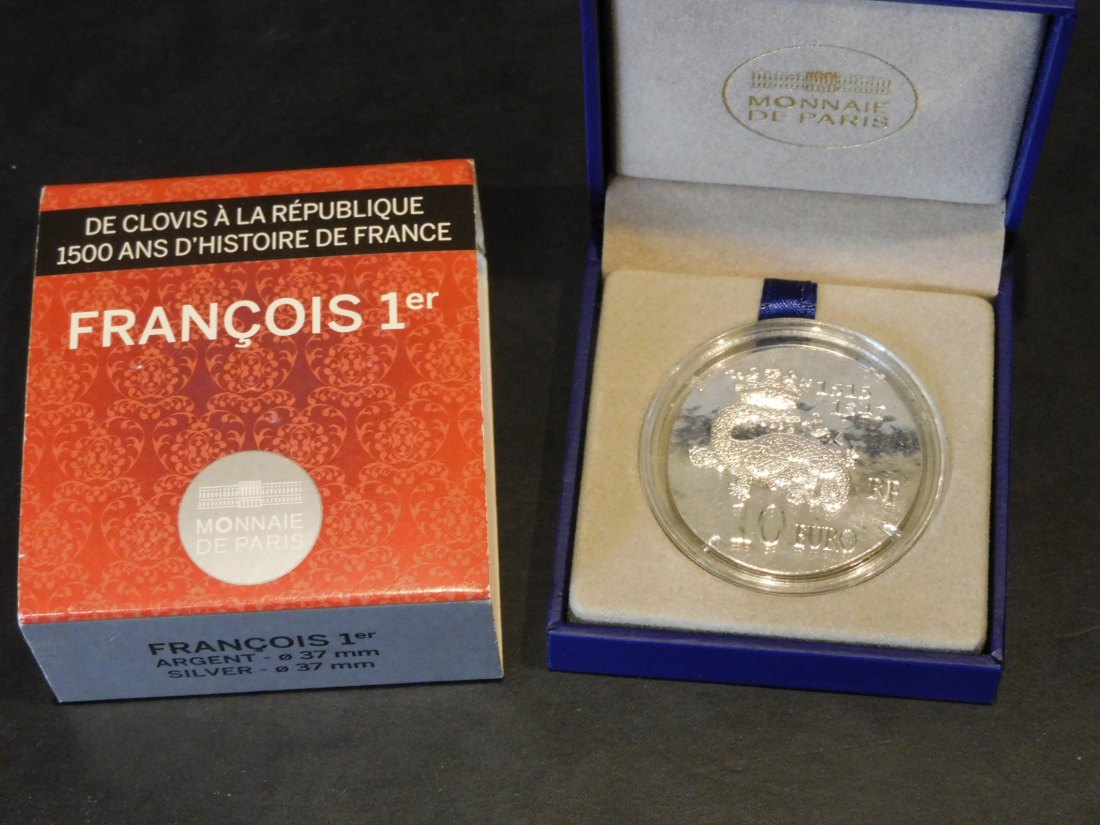 DE CLOVIS À LA RÉPUBLIQUE
1500 ANS D'HISTOIRE DE FRANCE
FRANÇOIS 1er
MONNAIE
DE PARIS
FRANÇOIS 1er
ARGENT - ø 37 mm
SILVER - ø 37 mm
MONNAIE
DE PARIS
1515
1547
RF
10 EURO